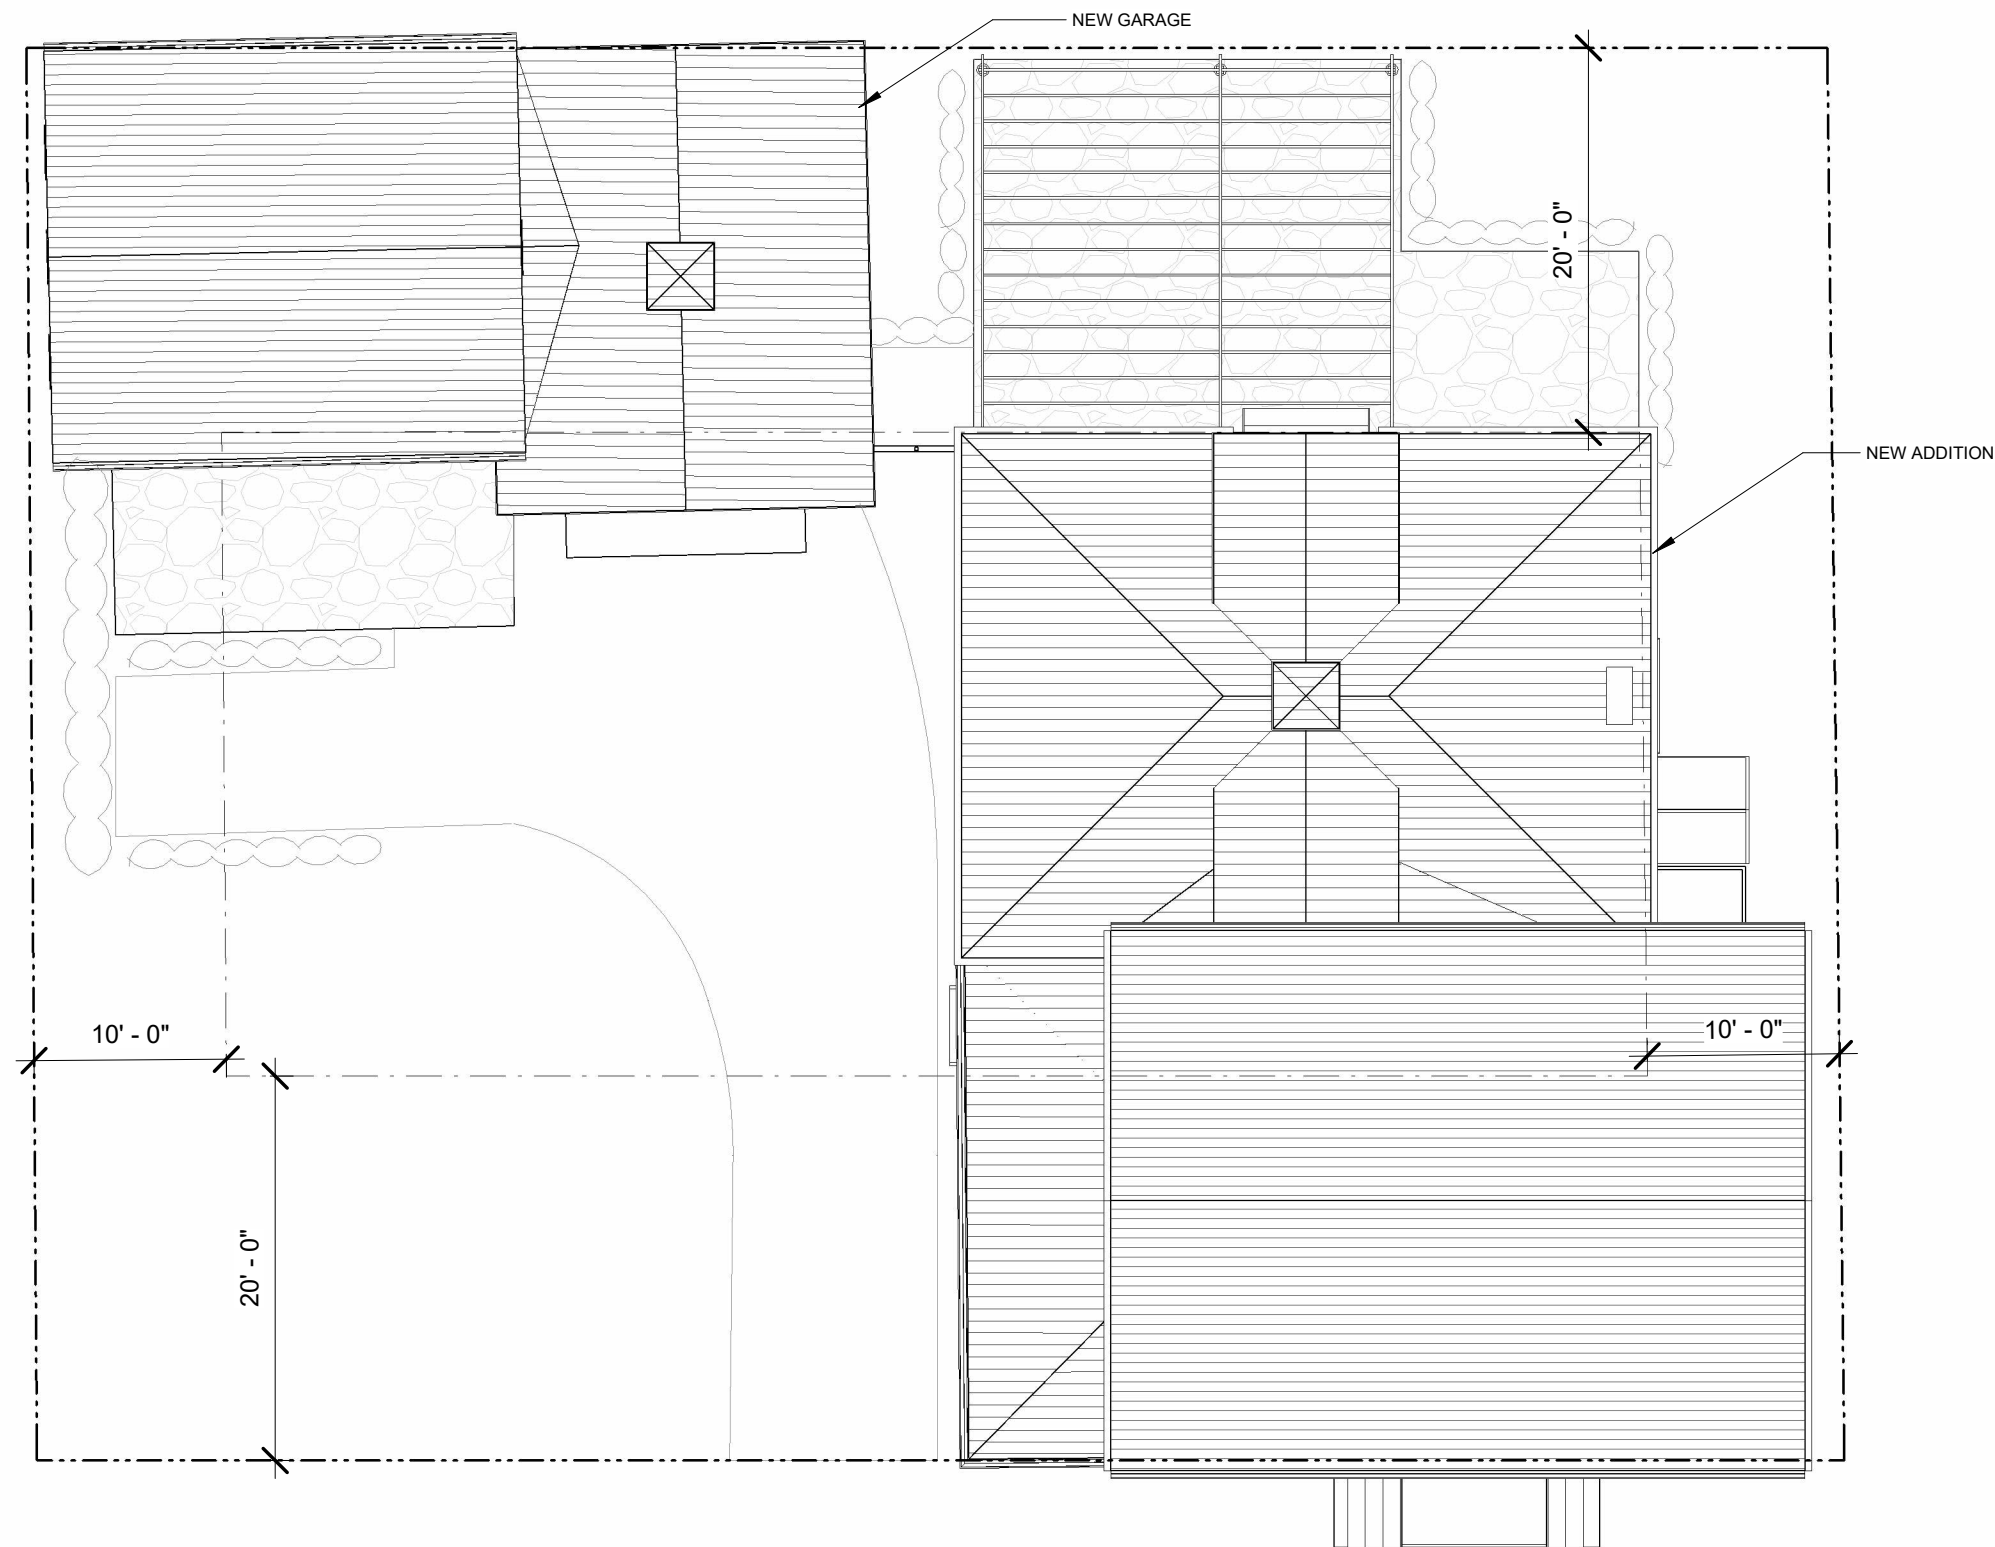 NEW GARAGE
20' - 0"
NEW ADDITION
10' - 0"
10' - 0"
20' - 0"